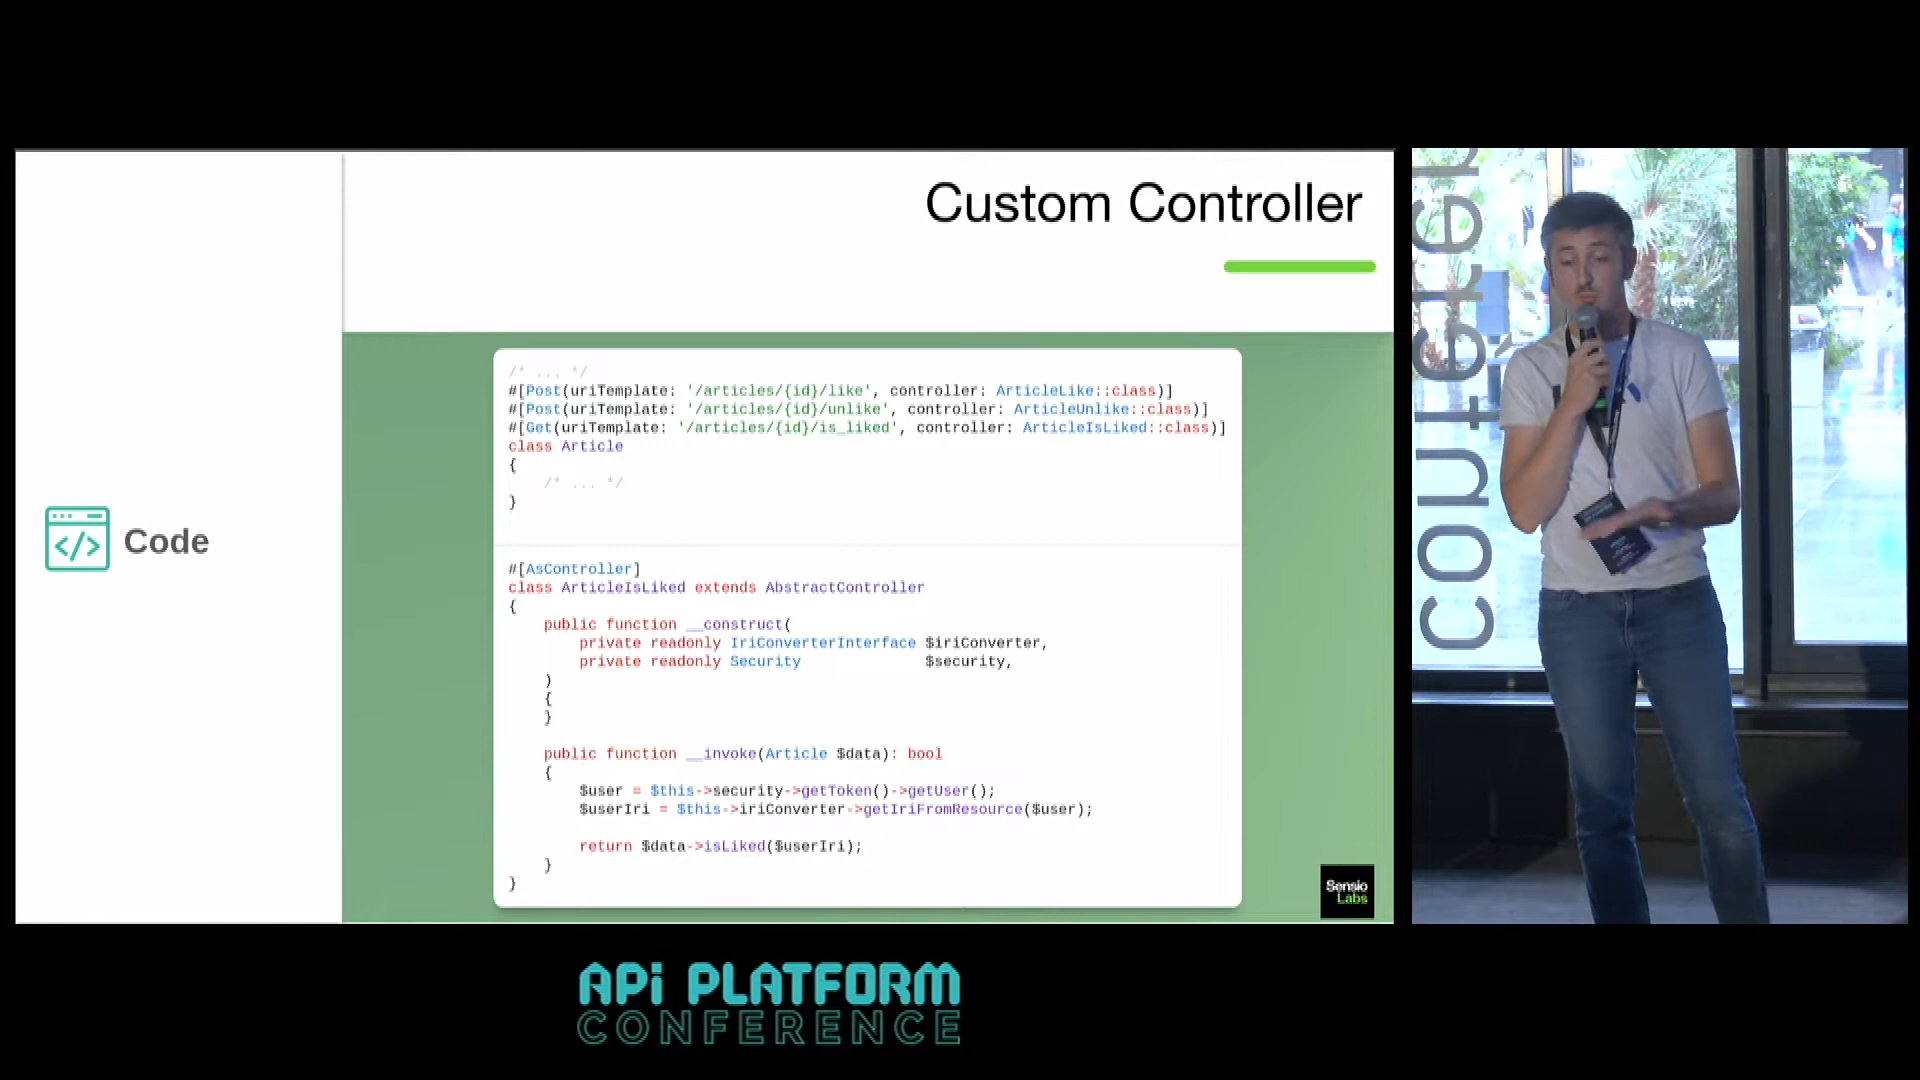 Custom Controller
Code
/* ... */
#[Post(uriTemplate: '/articles/{id}/like', controller: ArticleLike::class)]
#[Post(uriTemplate: '/articles/{id}/unlike', controller: ArticleUnlike::class)]
#[Get(uriTemplate: '/articles/{id}/is_liked', controller: ArticleIsLiked::class)]
class Article
{
    /* ... */
}
#[AsController]
class ArticleIsLiked extends AbstractController
{
    public function __construct(
        private readonly IriConverterInterface $iriConverter,
        private readonly Security              $security,
    )
    {
    }
    public function __invoke(Article $data): bool
    {
        $user = $this->security->getToken()->getUser();
        $userIri = $this->iriConverter->getIriFromResource($user);
        return $data->isLiked($userIri);
    }
}
Sensio
Labs
API PLATFORM
CONFERENCE